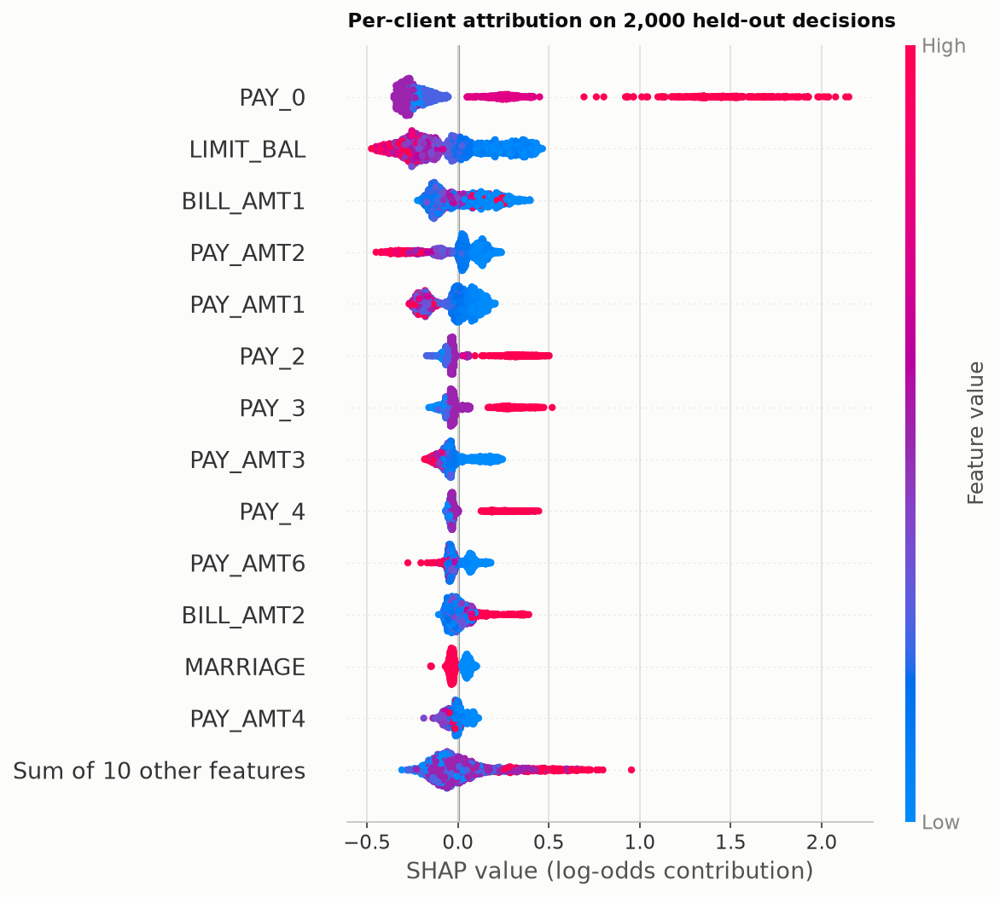 Per-client attribution on 2,000 held-out decisions
High
PAY_0
LIMIT_BAL
BILL_AMT1
PAY_AMT2
PAY_AMT1
PAY_2
PAY_3
PAY_AMT3
PAY_4
PAY_AMT6
BILL_AMT2
MARRIAGE
PAY_AMT4
Sum of 10 other features
Feature value
Low
−0.5 0.0 0.5 1.0 1.5 2.0
SHAP value (log-odds contribution)